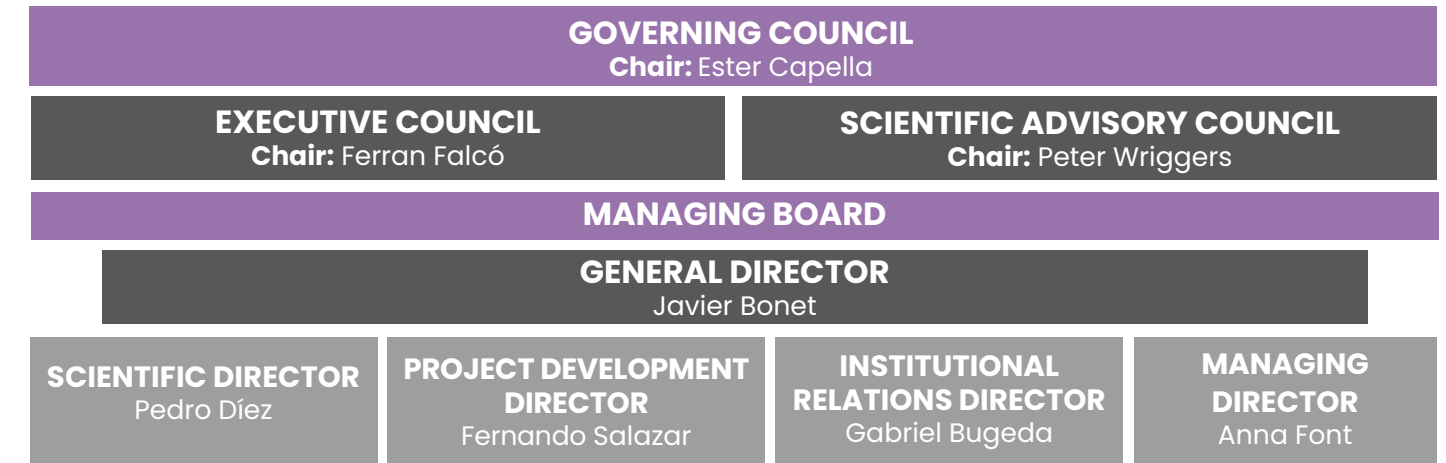 GOVERNING COUNCIL
Chair: Ester Capella
EXECUTIVE COUNCIL
Chair: Ferran Falcó
SCIENTIFIC ADVISORY COUNCIL
Chair: Peter Wriggers
MANAGING BOARD
GENERAL DIRECTOR
Javier Bonet
SCIENTIFIC DIRECTOR
Pedro Díez
PROJECT DEVELOPMENT
DIRECTOR
Fernando Salazar
INSTITUTIONAL
RELATIONS DIRECTOR
Gabriel Bugeda
MANAGING
DIRECTOR
Anna Font